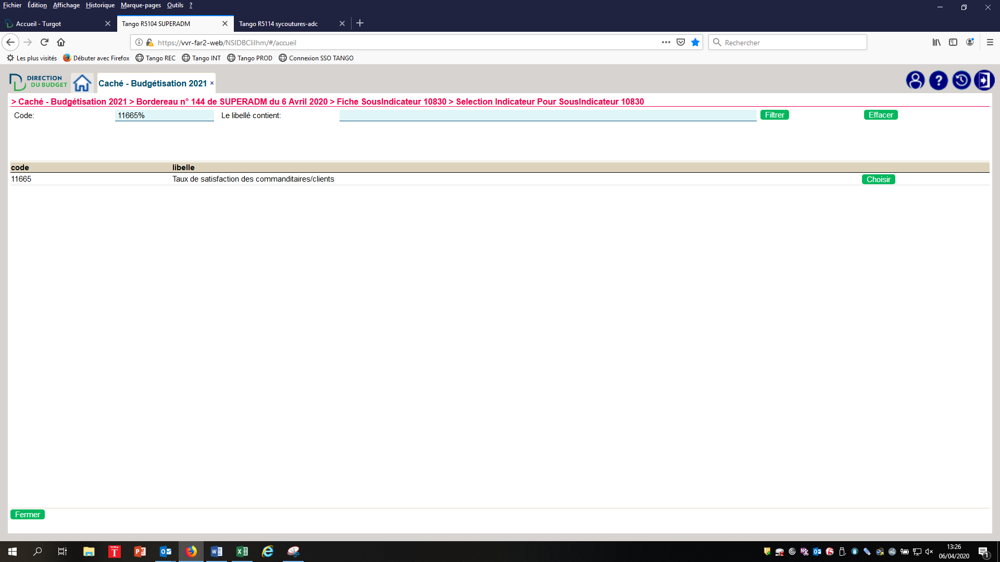 Fichier Édition Affichage Historique Marque-pages Outils ?
Accueil - Turgot
Tango R5104 SUPERADM
Tango R5114 sycoutures-adc
https://vvr-far2-web/NSIDBCliIhm/#/accueil
Rechercher
Les plus visités
Débuter avec Firefox
Tango REC
Tango INT
Tango PROD
Connexion SSO TANGO
DIRECTION
DU BUDGET
Caché - Budgétisation 2021 ×
> Caché - Budgétisation 2021 > Bordereau n° 144 de SUPERADM du 6 Avril 2020 > Fiche SousIndicateur 10830 > Selection Indicateur Pour SousIndicateur 10830
Code: 11665% Le libellé contient: Filtrer Effacer
code libelle
11665 Taux de satisfaction des commanditaires/clients Choisir
Fermer
13:26
06/04/2020
1